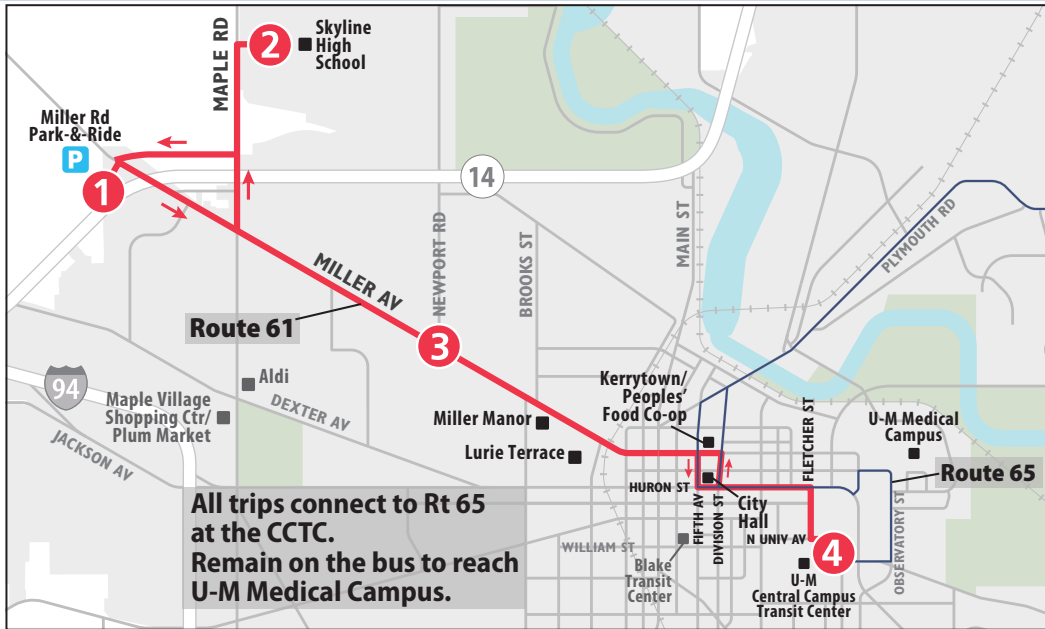 MAPLE RD
2
Skyline
High
School
Miller Rd
Park-&-Ride
P
1
14
NEWPORT RD
BROOKS ST
MAIN ST
PLYMOUTH RD
MILLER AV
Route 61
3
94
Aldi
Maple Village
Shopping Ctr/
Plum Market
DEXTER AV
JACKSON AV
Miller Manor
Lurie Terrace
Kerrytown/
Peoples’
Food Co-op
FLETCHER ST
U-M Medical
Campus
Route 65
HURON ST
FIFTH AV
DIVISION ST
City
Hall
N UNIV AV
4
OBSERVATORY ST
WILLIAM ST
Blake
Transit
Center
U-M
Central Campus
Transit Center
All trips connect to Rt 65
at the CCTC.
Remain on the bus to reach
U-M Medical Campus.